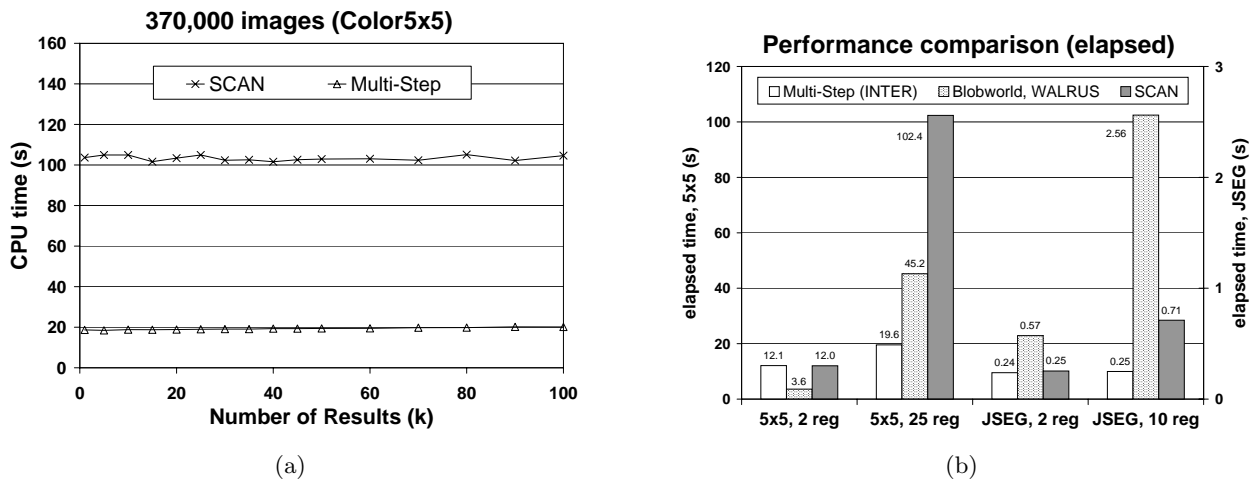 370,000 images (Color5x5)
160
140
120
100
80
60
40
20
0
CPU time (s)
SCAN
Multi-Step
0
20
40
60
80
100
Number of Results (k)
(a)
Performance comparison (elapsed)
120
100
80
60
40
20
0
elapsed time, 5x5 (s)
Multi-Step (INTER)
Blobworld, WALRUS
SCAN
3
2
1
0
elapsed time, JSEG (s)
12.1
3.6
12.0
19.6
45.2
102.4
0.24
0.57
0.25
0.25
2.56
0.71
5x5, 2 reg
5x5, 25 reg
JSEG, 2 reg
JSEG, 10 reg
(b)